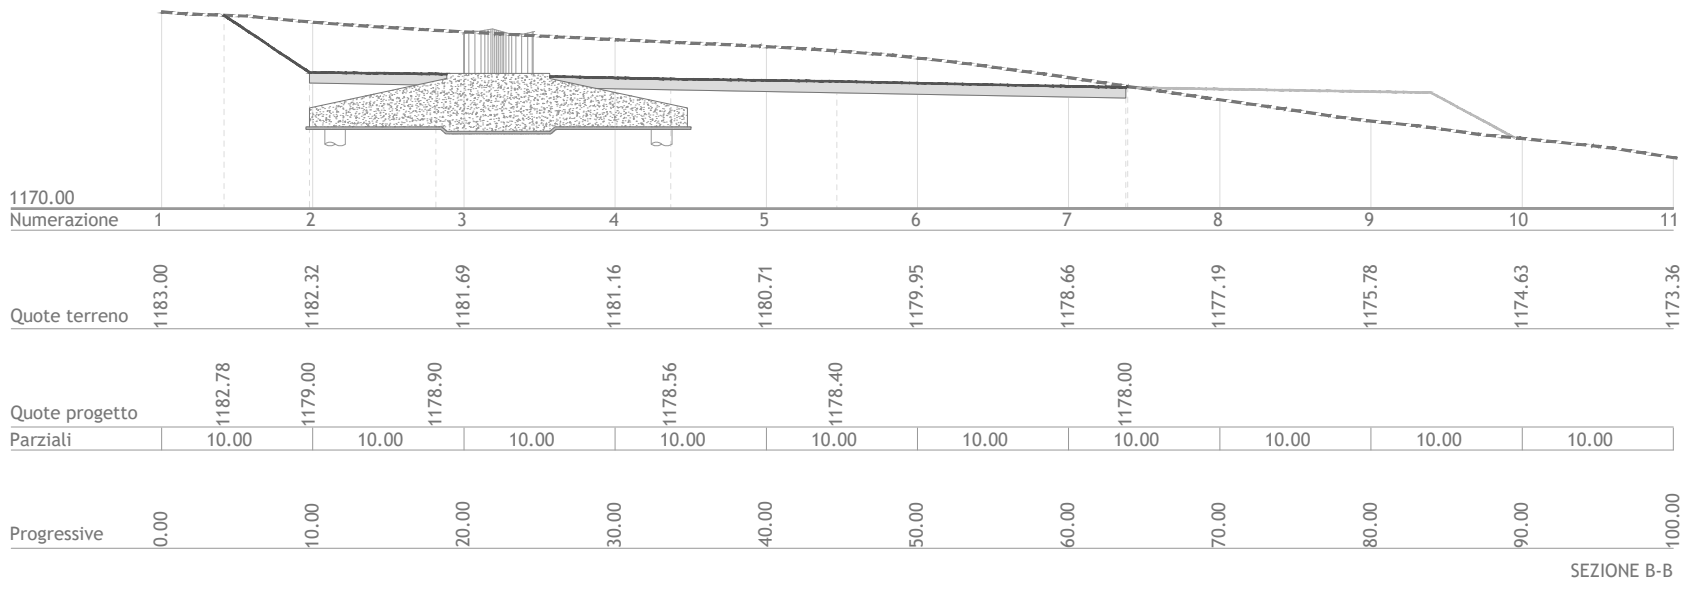 1170.00
Numerazione 1 2 3 4 5 6 7 8 9 10 11
Quote terreno 1183.00 1182.32 1181.69 1181.16 1180.71 1179.95 1178.66 1177.19 1175.78 1174.63 1173.36
Quote progetto 1182.78 1179.00 1178.90 1178.56 1178.40 1178.00
Parziali 10.00 10.00 10.00 10.00 10.00 10.00 10.00 10.00 10.00 10.00
Progressive 0.00 10.00 20.00 30.00 40.00 50.00 60.00 70.00 80.00 90.00 100.00
SEZIONE B-B